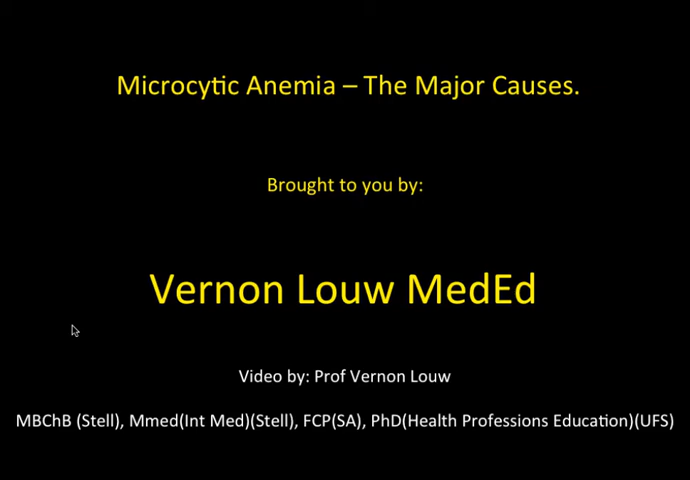 Microcytic Anemia – The Major Causes.
Brought to you by:
Vernon Louw MedEd
Video by: Prof Vernon Louw
MBChB (Stell), Mmed(Int Med)(Stell), FCP(SA), PhD(Health Professions Education)(UFS)